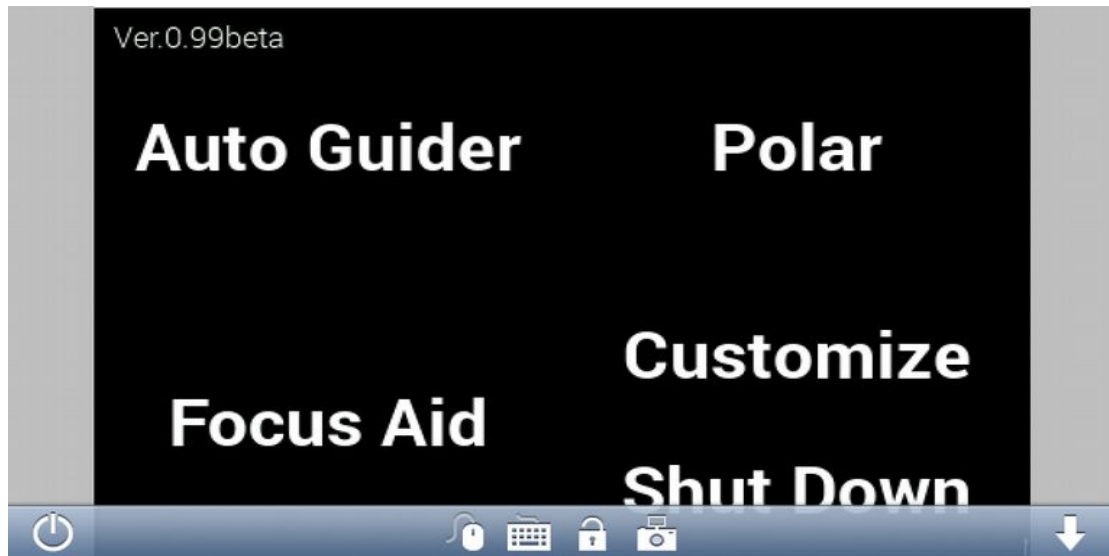 Ver.0.99beta
Auto Guider
Polar
Customize
Focus Aid
Shut Down